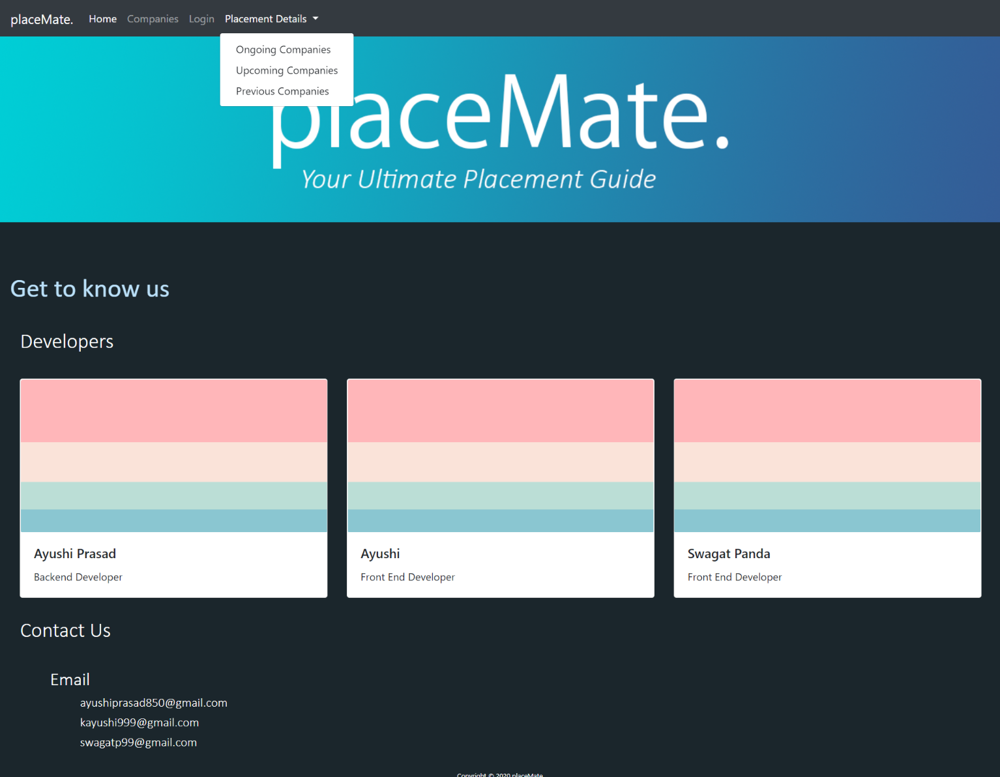 placeMate. Home Companies Login Placement Details
Ongoing Companies
Upcoming Companies
Previous Companies
placeMate.
Your Ultimate Placement Guide
Get to know us
Developers
Ayushi Prasad
Backend Developer
Ayushi
Front End Developer
Swagat Panda
Front End Developer
Contact Us
Email
ayushiprasad850@gmail.com
kayushi999@gmail.com
swagatp99@gmail.com
Copyright © 2020 placeMate